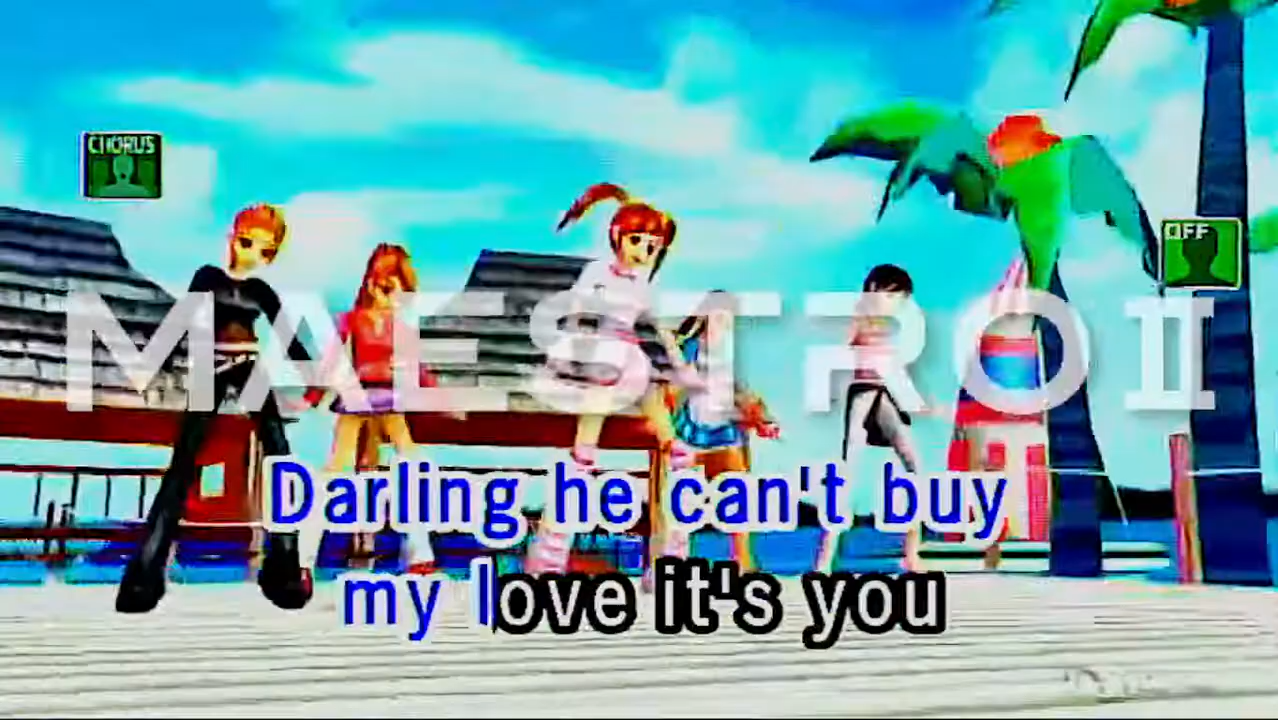 CHORUS
OFF
MAESTRO II
Darling he can't buy
my love it's you